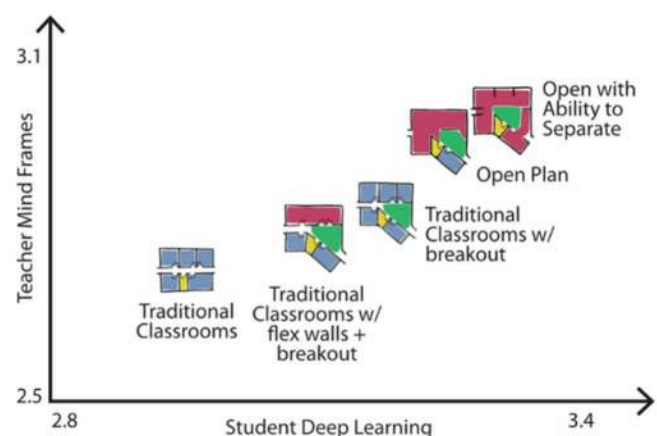 3.1
Teacher Mind Frames
2.5
2.8
Student Deep Learning
3.4
Traditional
Classrooms
Traditional
Classrooms w/
flex walls +
breakout
Traditional
Classrooms w/
breakout
Open Plan
Open with
Ability to
Separate